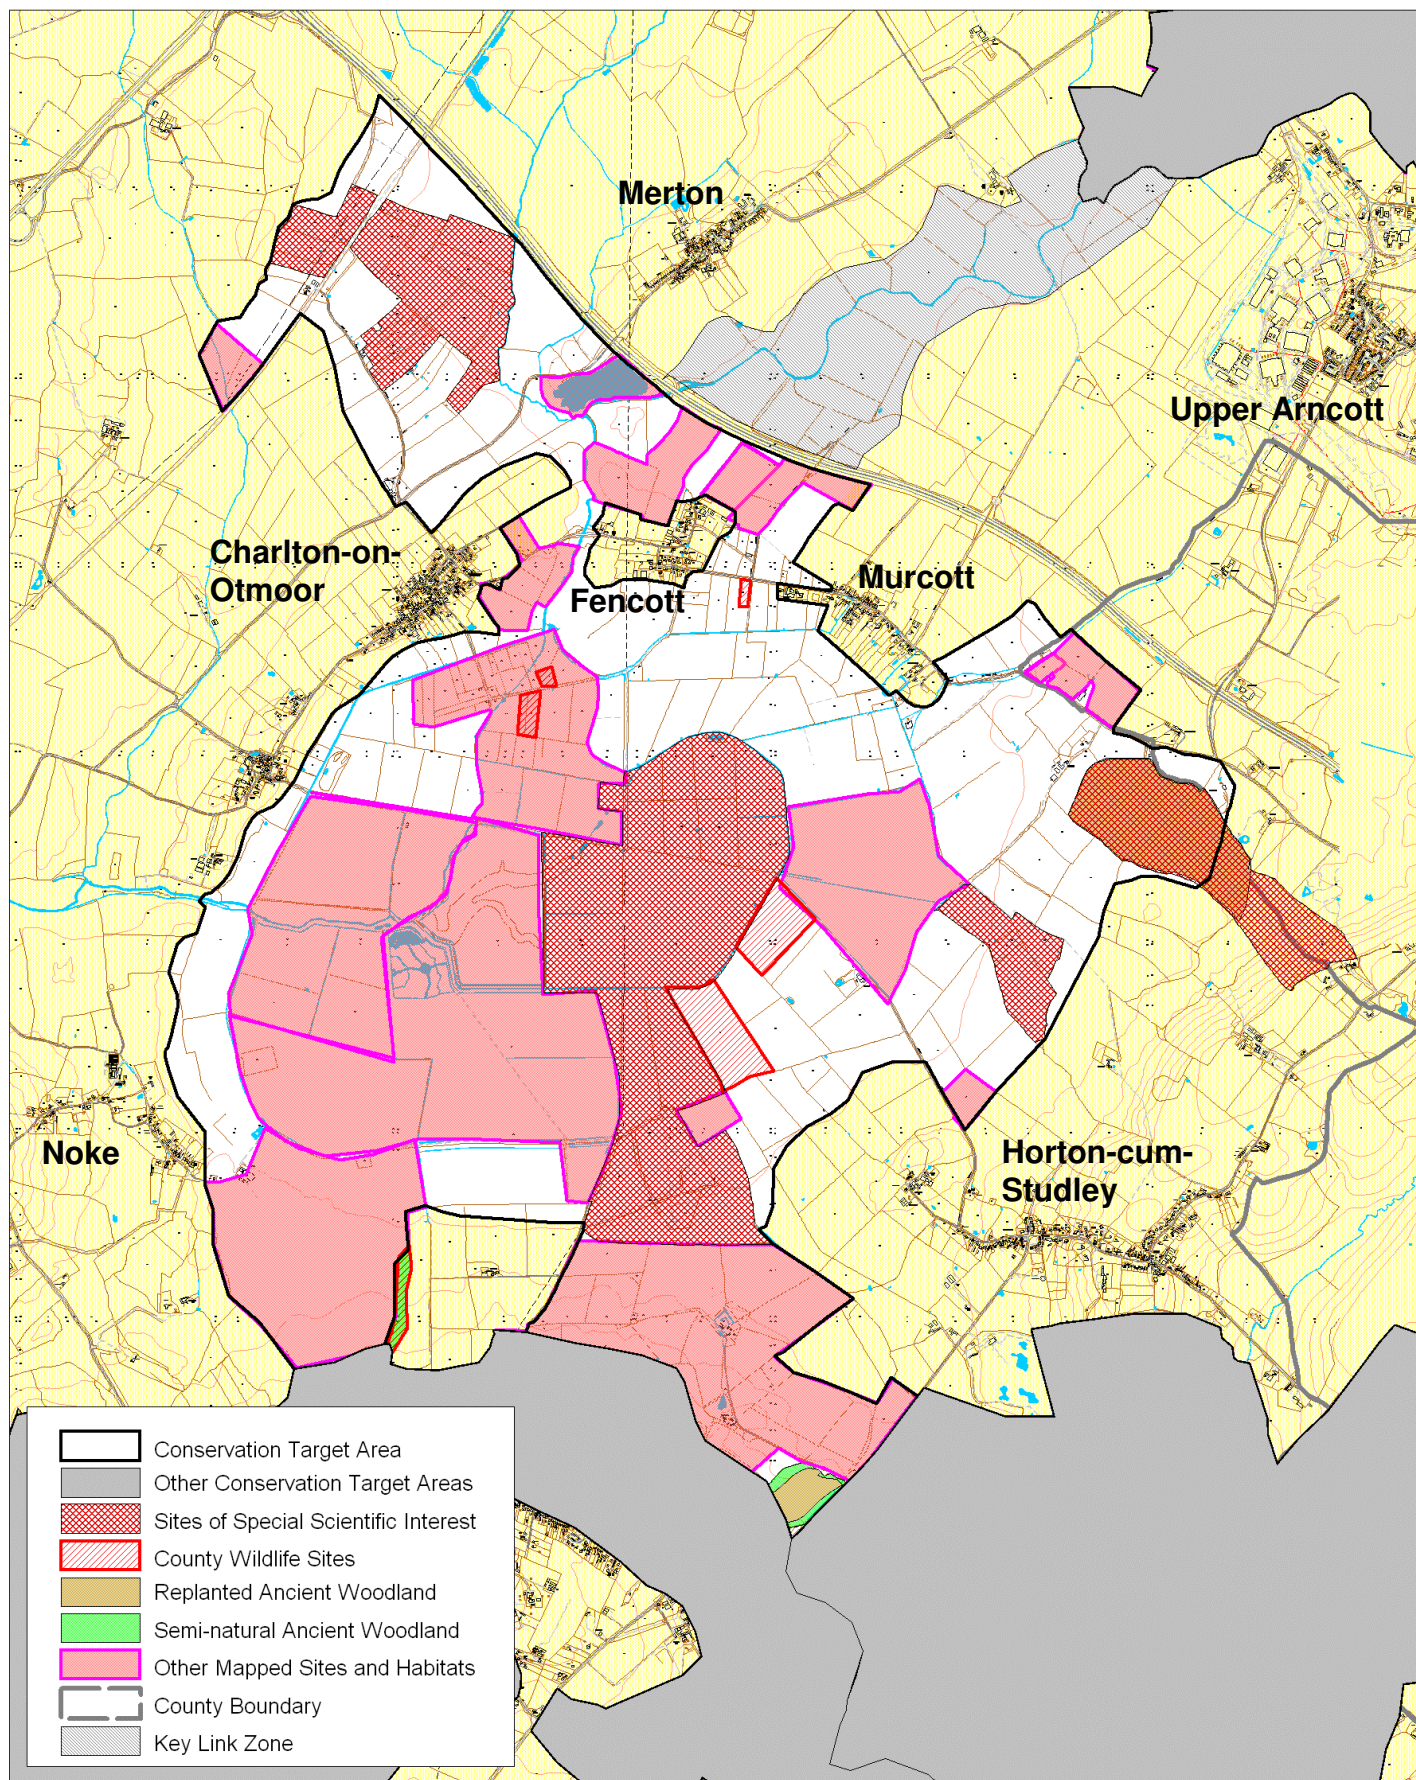 Merton
Upper Arncott
Charlton-on-
Otmoor
Fencott
Murcott
Noke
Horton-cum-
Studley
Conservation Target Area
Other Conservation Target Areas
Sites of Special Scientific Interest
County Wildlife Sites
Replanted Ancient Woodland
Semi-natural Ancient Woodland
Other Mapped Sites and Habitats
County Boundary
Key Link Zone